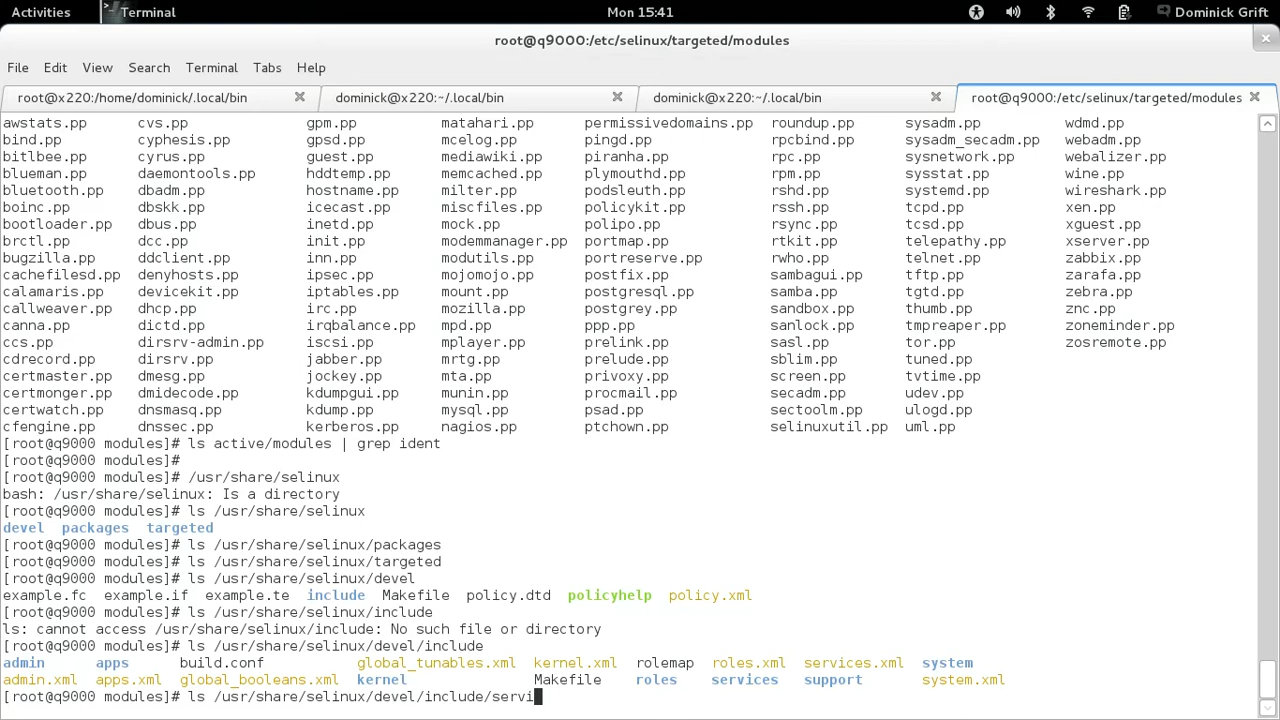 Activities Terminal Mon 15:41 Dominick Grift
root@q9000:/etc/selinux/targeted/modules
File Edit View Search Terminal Tabs Help
root@x220:/home/dominick/.local/bin dominick@x220:~/.local/bin dominick@x220:~/.local/bin root@q9000:/etc/selinux/targeted/modules
awstats.pp cvs.pp gpm.pp matahari.pp permissivedomains.pp roundup.pp sysadm.pp wdmd.pp
bind.pp cyphesis.pp gpsd.pp mcelog.pp pingd.pp rpcbind.pp sysadm_secadm.pp webadm.pp
bitlbee.pp cyrus.pp guest.pp mediawiki.pp piranha.pp rpc.pp sysnetwork.pp webalizer.pp
blueman.pp daemontools.pp hddtemp.pp memcached.pp plymouthd.pp rpm.pp sysstat.pp wine.pp
bluetooth.pp dbadm.pp hostname.pp milter.pp podsleuth.pp rshd.pp systemd.pp wireshark.pp
boinc.pp dbskk.pp icecast.pp miscfiles.pp policykit.pp rssh.pp tcpd.pp xen.pp
bootloader.pp dbus.pp inetd.pp mock.pp polipo.pp rsync.pp tcsd.pp xguest.pp
brctl.pp dcc.pp init.pp modemmanager.pp portmap.pp rtkit.pp telepathy.pp xserver.pp
bugzilla.pp ddclient.pp inn.pp modutils.pp portreserve.pp rwho.pp telnet.pp zabbix.pp
cachefilesd.pp denyhosts.pp ipsec.pp mojomojo.pp postfix.pp sambagui.pp tftp.pp zarafa.pp
calamaris.pp devicekit.pp iptables.pp mount.pp postgresql.pp samba.pp tgtd.pp zebra.pp
callweaver.pp dhcp.pp irc.pp mozilla.pp postgrey.pp sandbox.pp thumb.pp znc.pp
canna.pp dictd.pp irqbalance.pp mpd.pp ppp.pp sanlock.pp tmpreaper.pp zoneminder.pp
ccs.pp dirsrv-admin.pp iscsi.pp mplayer.pp prelink.pp sasl.pp tor.pp zosremote.pp
cdrecord.pp dirsrv.pp jabber.pp mrtg.pp prelude.pp sblim.pp tuned.pp
certmaster.pp dmesg.pp jockey.pp mta.pp privoxy.pp screen.pp tvtime.pp
certmonger.pp dmidecode.pp kdumpgui.pp munin.pp procmail.pp secadm.pp udev.pp
certwatch.pp dnsmasq.pp kdump.pp mysql.pp psad.pp sectoolm.pp ulogd.pp
cfengine.pp dnssec.pp kerberos.pp nagios.pp ptchown.pp selinuxutil.pp uml.pp
[root@q9000 modules]# ls active/modules | grep ident
[root@q9000 modules]#
[root@q9000 modules]# /usr/share/selinux
bash: /usr/share/selinux: Is a directory
[root@q9000 modules]# ls /usr/share/selinux
devel packages targeted
[root@q9000 modules]# ls /usr/share/selinux/packages
[root@q9000 modules]# ls /usr/share/selinux/targeted
[root@q9000 modules]# ls /usr/share/selinux/devel
example.fc example.if example.te include Makefile policy.dtd policyhelp policy.xml
[root@q9000 modules]# ls /usr/share/selinux/include
ls: cannot access /usr/share/selinux/include: No such file or directory
[root@q9000 modules]# ls /usr/share/selinux/devel/include
admin apps build.conf global_tunables.xml kernel.xml rolemap roles.xml services.xml system
admin.xml apps.xml global_booleans.xml kernel Makefile roles services support system.xml
[root@q9000 modules]# ls /usr/share/selinux/devel/include/servi